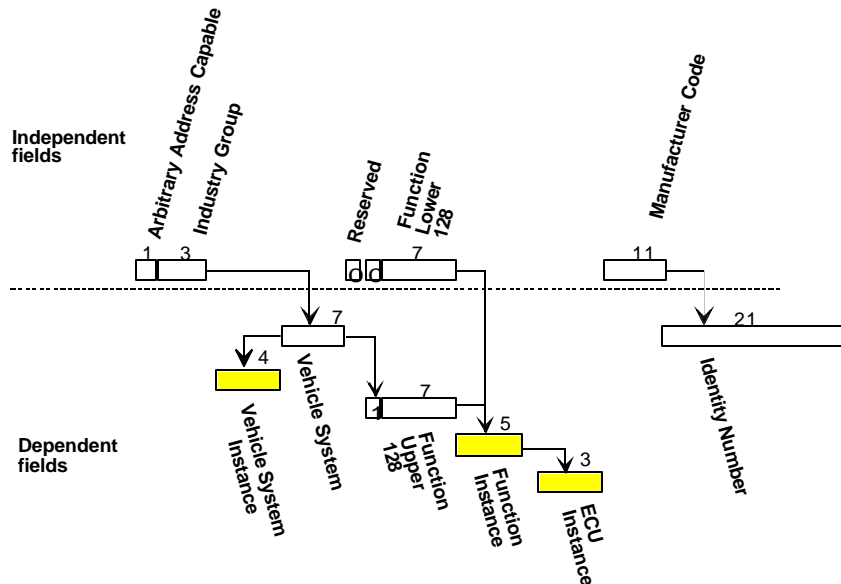 Independent
fields
Arbitrary Address Capable
Industry Group
Reserved
Function
Lower
128
Manufacturer Code
1
3
0
0
7
11
7
4
21
1
7
5
3
Dependent
fields
Vehicle System
Instance
Vehicle System
Function
Upper
128
Function
Instance
ECU
Instance
Identity Number